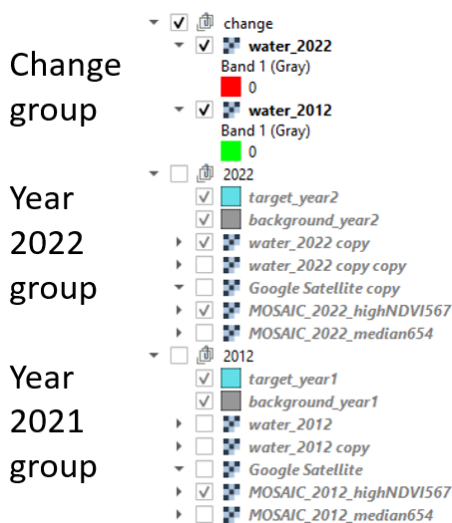 change
water_2022
Band 1 (Gray)
0
water_2012
Band 1 (Gray)
0
Change
group
2022
target_year2
background_year2
water_2022 copy
water_2022 copy copy
Google Satellite copy
MOSAIC_2022_highNDVI567
MOSAIC_2022_median654
Year
2022
group
2012
target_year1
background_year1
water_2012
water_2012 copy
Google Satellite
MOSAIC_2012_highNDVI567
MOSAIC_2012_median654
Year
2021
group